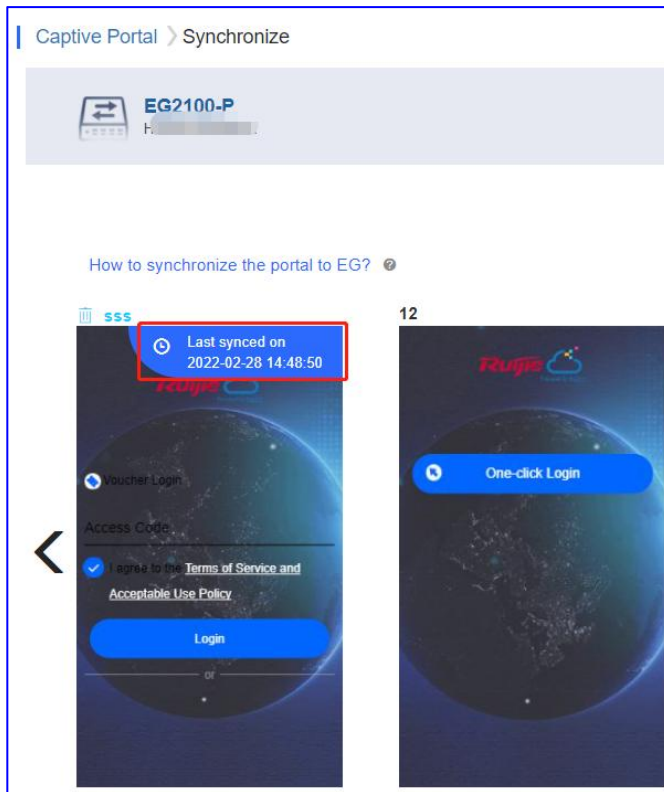 Captive Portal > Synchronize
EG2100-P
How to synchronize the portal to EG?
sss
12
Last synced on
2022-02-28 14:48:50
Ruijie
Ruijie
Voucher Login
One-click Login
Access Code
I agree to the Terms of Service and
Acceptable Use Policy
Login
or